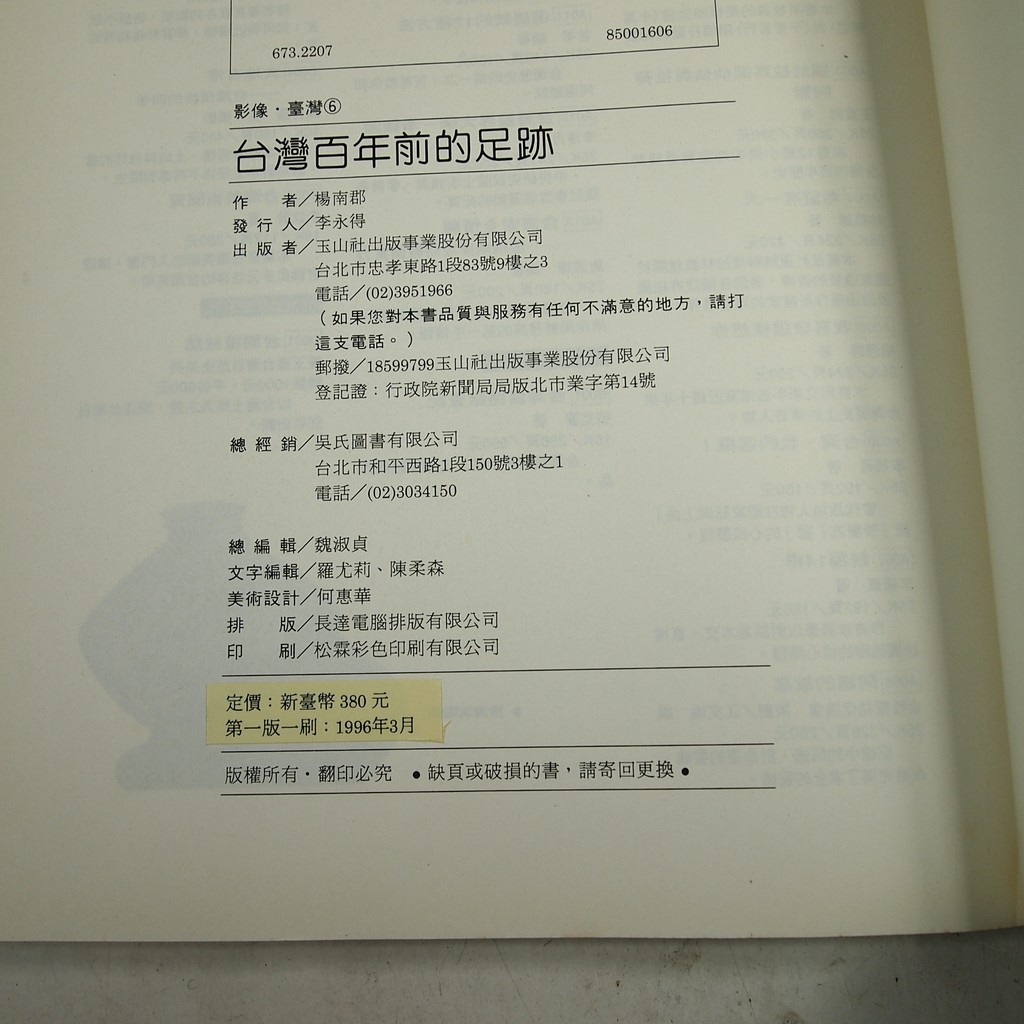 673.2207
85001606
影像・臺灣⑥
台灣百年前的足跡
作　者／楊南郡
發行人／李永得
出版者／玉山社出版事業股份有限公司
台北市忠孝東路1段83號9樓之3
電話／(02)3951966
（如果您對本書品質與服務有任何不滿意的地方，請打
這支電話。）
郵撥／18599799玉山社出版事業股份有限公司
登記證：行政院新聞局局版北市業字第14號
總經銷／吳氏圖書有限公司
台北市和平西路1段150號3樓之1
電話／(02)3034150
總編輯／魏淑貞
文字編輯／羅尤莉、陳柔森
美術設計／何惠華
排　版／長達電腦排版有限公司
印　刷／松霖彩色印刷有限公司
定價：新臺幣 380 元
第一版一刷：1996年3月
版權所有・翻印必究　●缺頁或破損的書，請寄回更換●